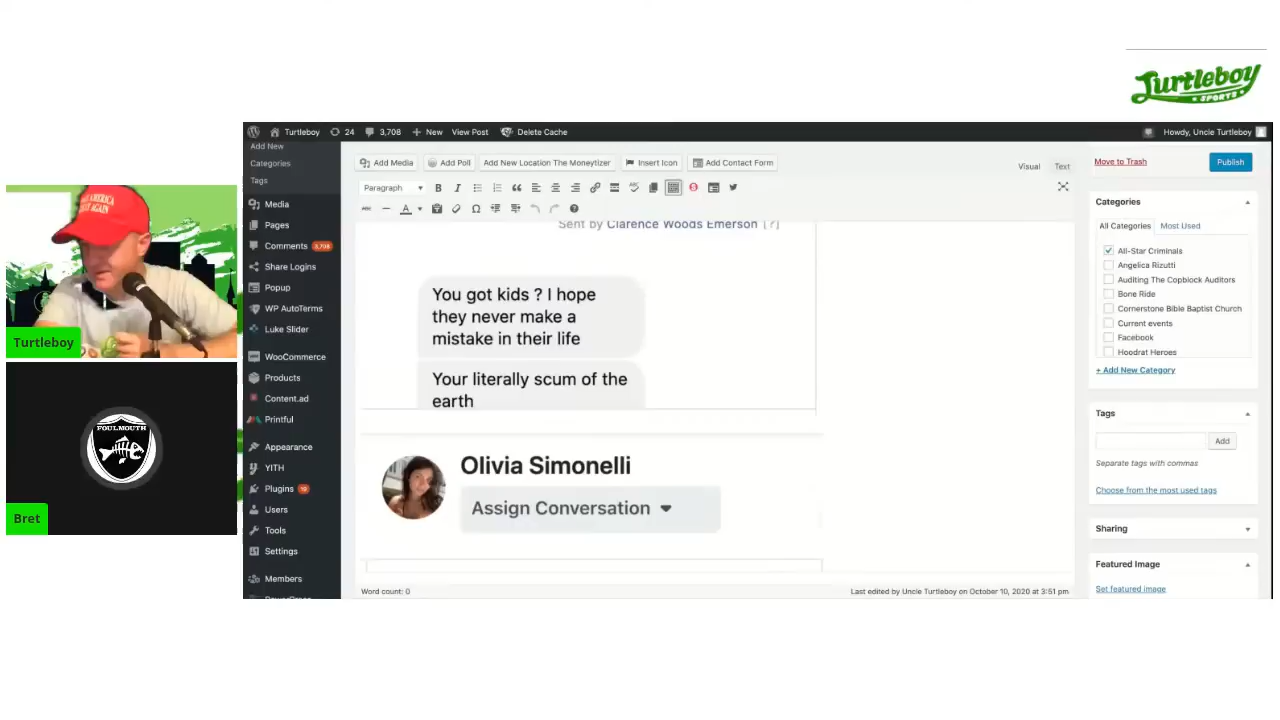 Turtleboy
SPORTS
Turtleboy
24
3,708
New
View Post
Delete Cache
Howdy, Uncle Turtleboy
Add New
Categories
Tags
Media
Pages
Comments 3,708
Share Logins
Popup
WP AutoTerms
Luke Slider
WooCommerce
Products
Content.ad
Printful
Appearance
YITH
Plugins 19
Users
Tools
Settings
Members
Add Media
Add Poll
Add New Location The Moneytizer
Insert Icon
Add Contact Form
Visual
Text
Paragraph
B
I
ABC
A
Ω
Sent by Clarence Woods Emerson [?]
You got kids ? I hope
they never make a
mistake in their life
Your literally scum of the
earth
Olivia Simonelli
Assign Conversation
Word count: 0
Last edited by Uncle Turtleboy on October 10, 2020 at 3:51 pm
Move to Trash
Publish
Categories
All Categories
Most Used
All-Star Criminals
Angelica Rizutti
Auditing The Copblock Auditors
Bone Ride
Cornerstone Bible Baptist Church
Current events
Facebook
Hoodrat Heroes
+ Add New Category
Tags
Add
Separate tags with commas
Choose from the most used tags
Sharing
Featured Image
Set featured image
Turtleboy
FOULMOUTH
Bret